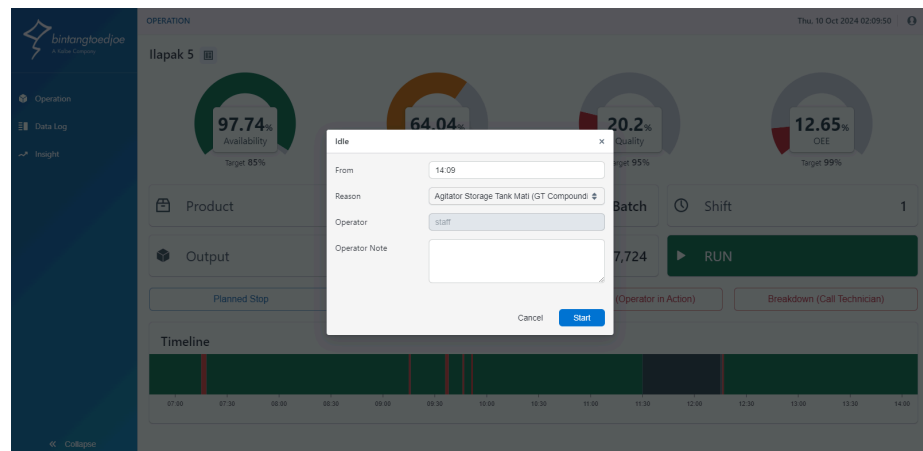 bintangtoedjoe
A Kalbe Company
Operation
Data Log
Insight
Collapse
OPERATION
Thu, 10 Oct 2024 02:09:50
Ilapak 5
97.74%
Availability
Target 85%
64.04%
20.2%
Quality
Target 95%
12.65%
OEE
Target 99%
Product
Batch
Shift
1
Output
7,724
RUN
Planned Stop
(Operator in Action)
Breakdown (Call Technician)
Idle
×
From
14:09
Reason
Agitator Storage Tank Mati (GT Compoundi
Operator
staff
Operator Note
Cancel
Start
Timeline
07:00 07:30 08:00 08:30 09:00 09:30 10:00 10:30 11:00 11:30 12:00 12:30 13:00 13:30 14:00